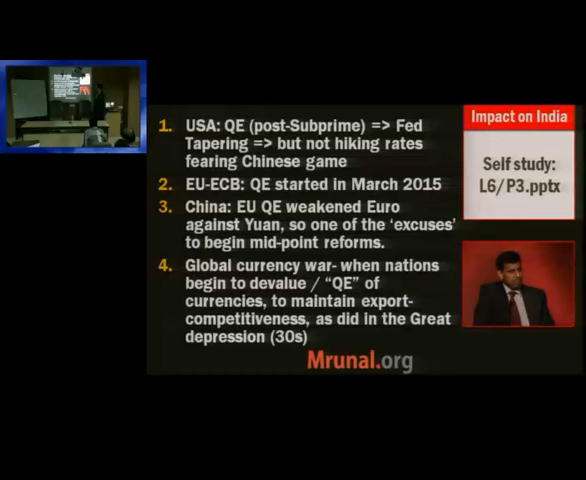 1. USA: QE (post-Subprime) => Fed
Tapering => but not hiking rates
fearing Chinese game
2. EU-ECB: QE started in March 2015
3. China: EU QE weakened Euro
against Yuan, so one of the ‘excuses’
to begin mid-point reforms.
4. Global currency war- when nations
begin to devalue / “QE” of
currencies, to maintain export-
competitiveness, as did in the Great
depression (30s)
Mrunal.org
Impact on India
Self study:
L6/P3.pptx